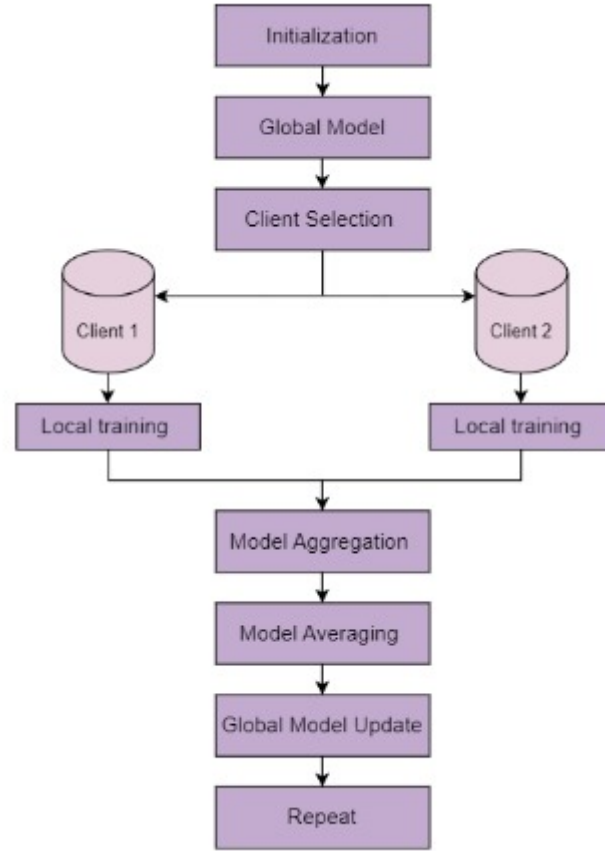 Initialization
Global Model
Client Selection
Client 1
Client 2
Local training
Local training
Model Aggregation
Model Averaging
Global Model Update
Repeat